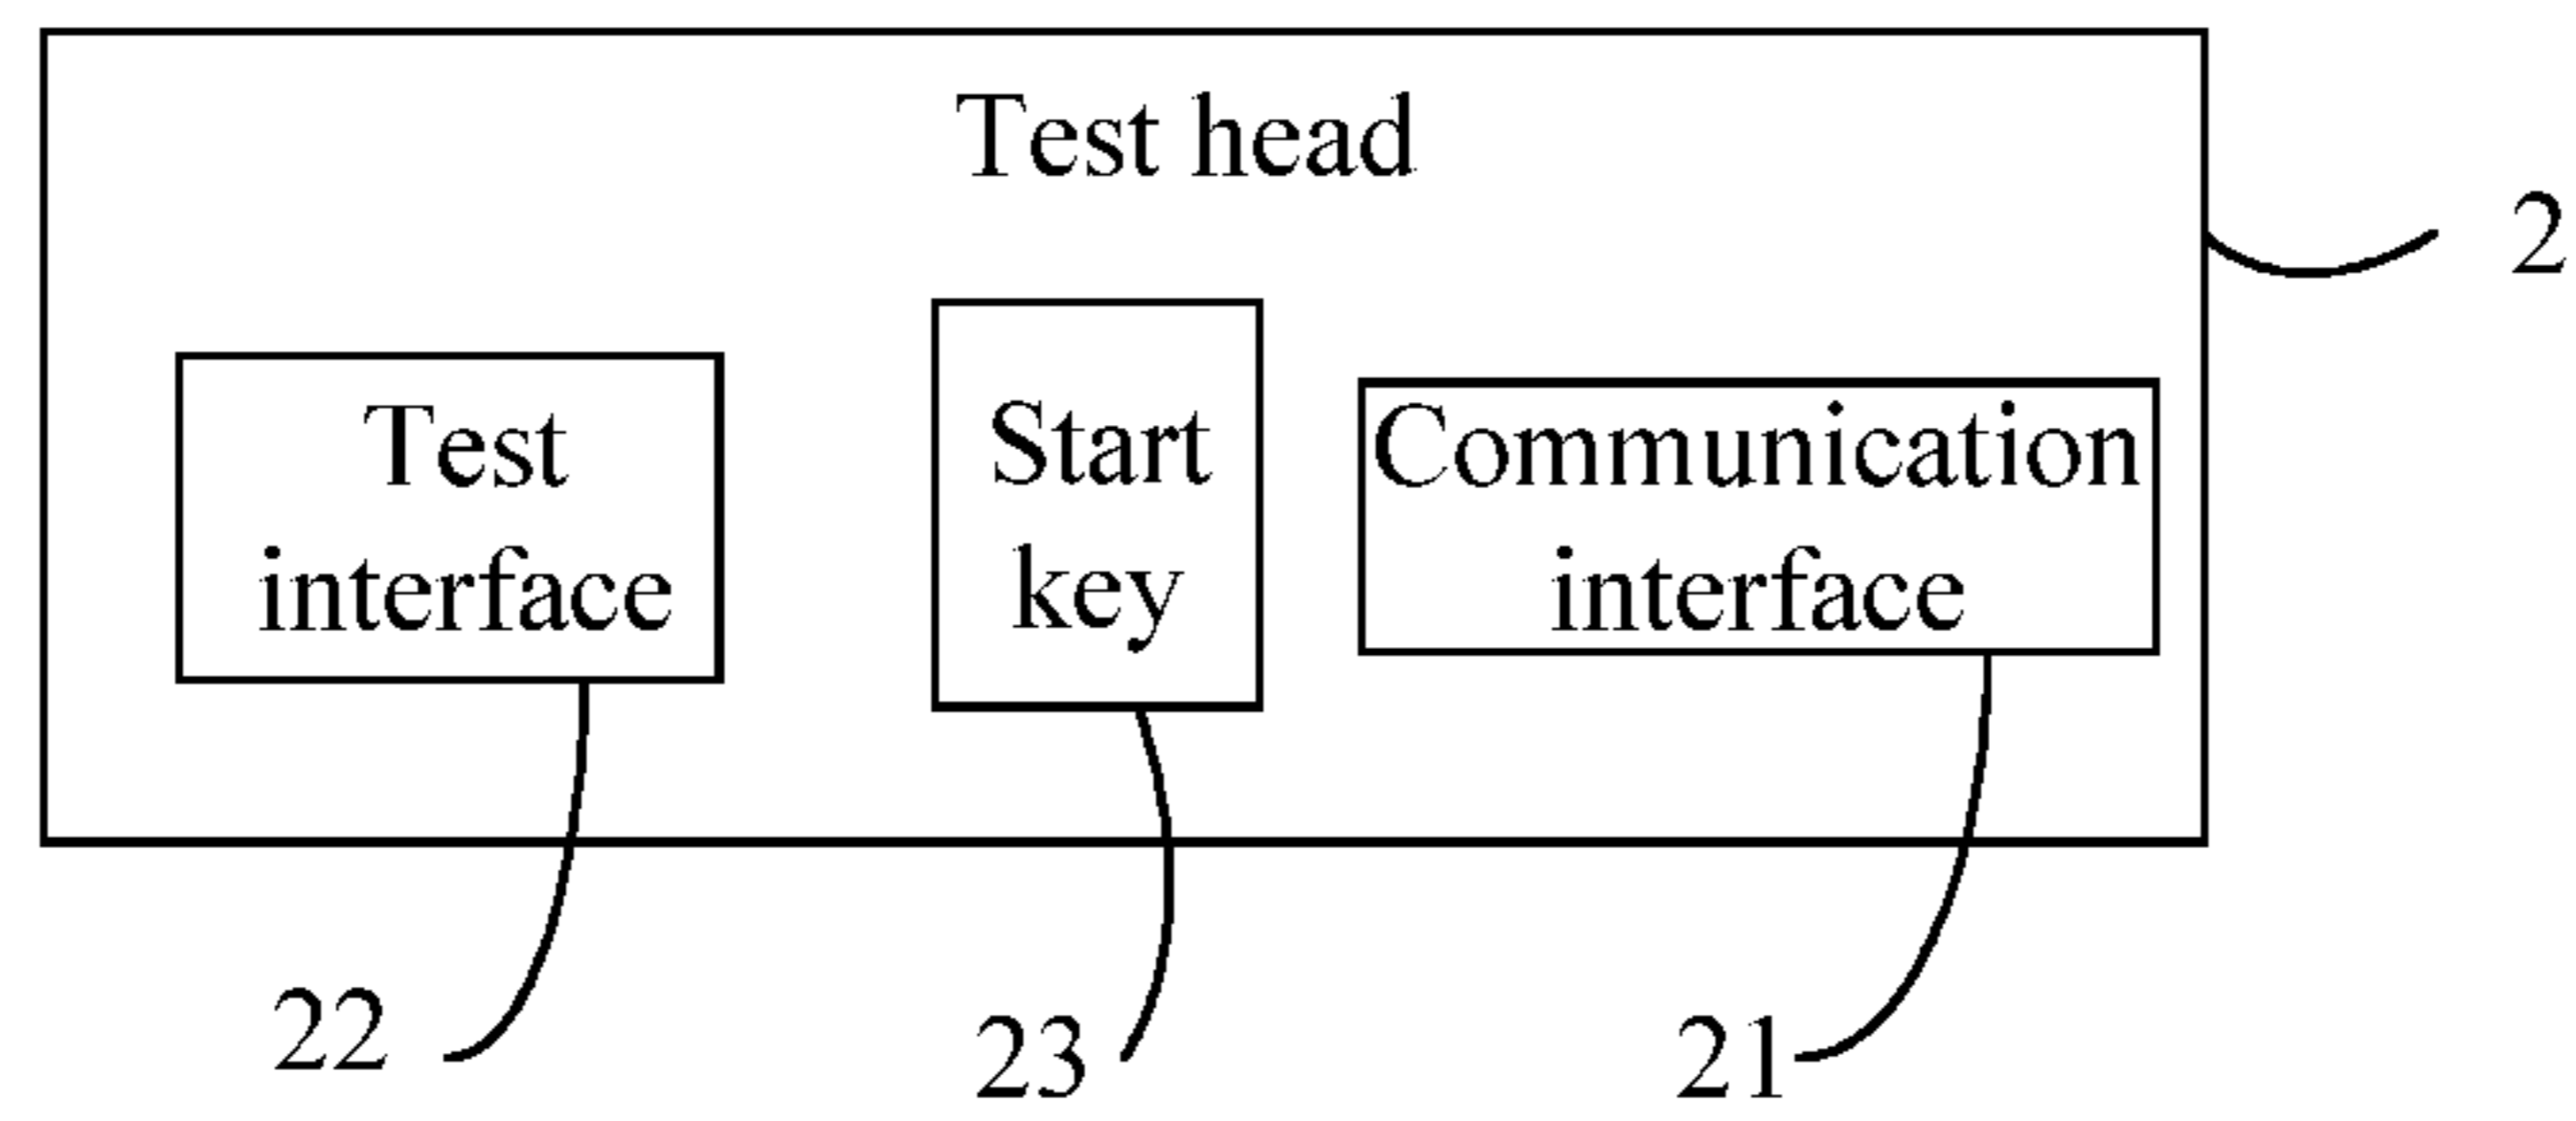 Test head
2
Test
interface
Start
key
Communication
interface
22
23
21